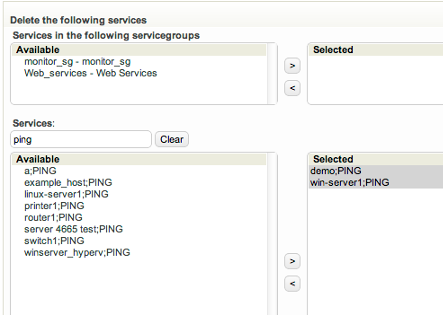 Delete the following services
Services in the following servicegroups
Available
monitor_sg - monitor_sg
Web_services - Web Services
>
<
Selected
Services:
ping
Clear
Available
a;PING
example_host;PING
linux-server1;PING
printer1;PING
router1;PING
server 4665 test;PING
switch1;PING
winserver_hyperv;PING
>
<
Selected
demo;PING
win-server1;PING